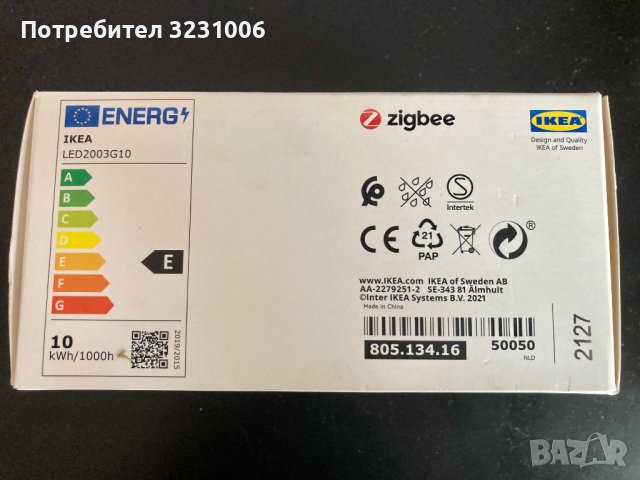 Потребител 3231006
ENERG
IKEA
LED2003G10
A
B
C
D
E
F
G
E
10
kWh/1000h
2019/2015
zigbee
IKEA
Design and Quality
IKEA of Sweden
S
Intertek
CE
21
PAP
®
www.IKEA.com IKEA of Sweden AB
AA-2279251-2 SE-343 81 Älmhult
©Inter IKEA Systems B.V. 2021
Made in China
805.134.16
50050
NLD
2127
BAZAR